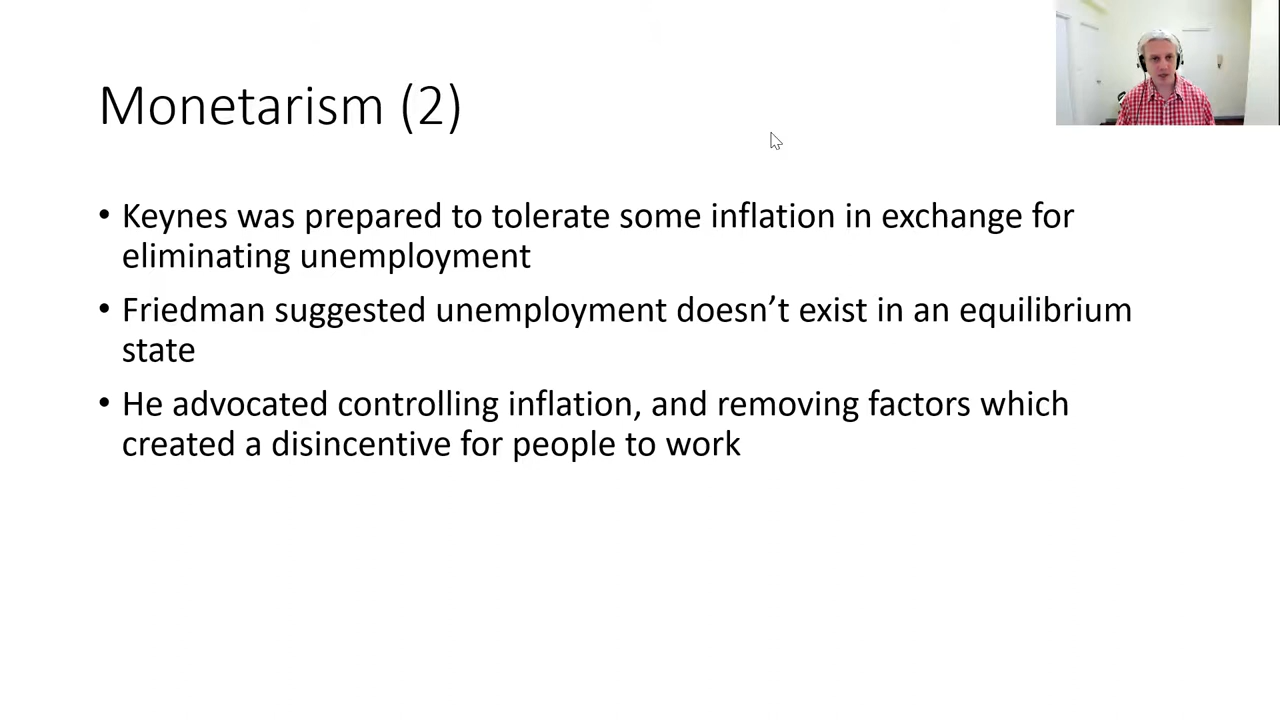 Monetarism (2)
• Keynes was prepared to tolerate some inflation in exchange for
eliminating unemployment
• Friedman suggested unemployment doesn’t exist in an equilibrium
state
• He advocated controlling inflation, and removing factors which
created a disincentive for people to work